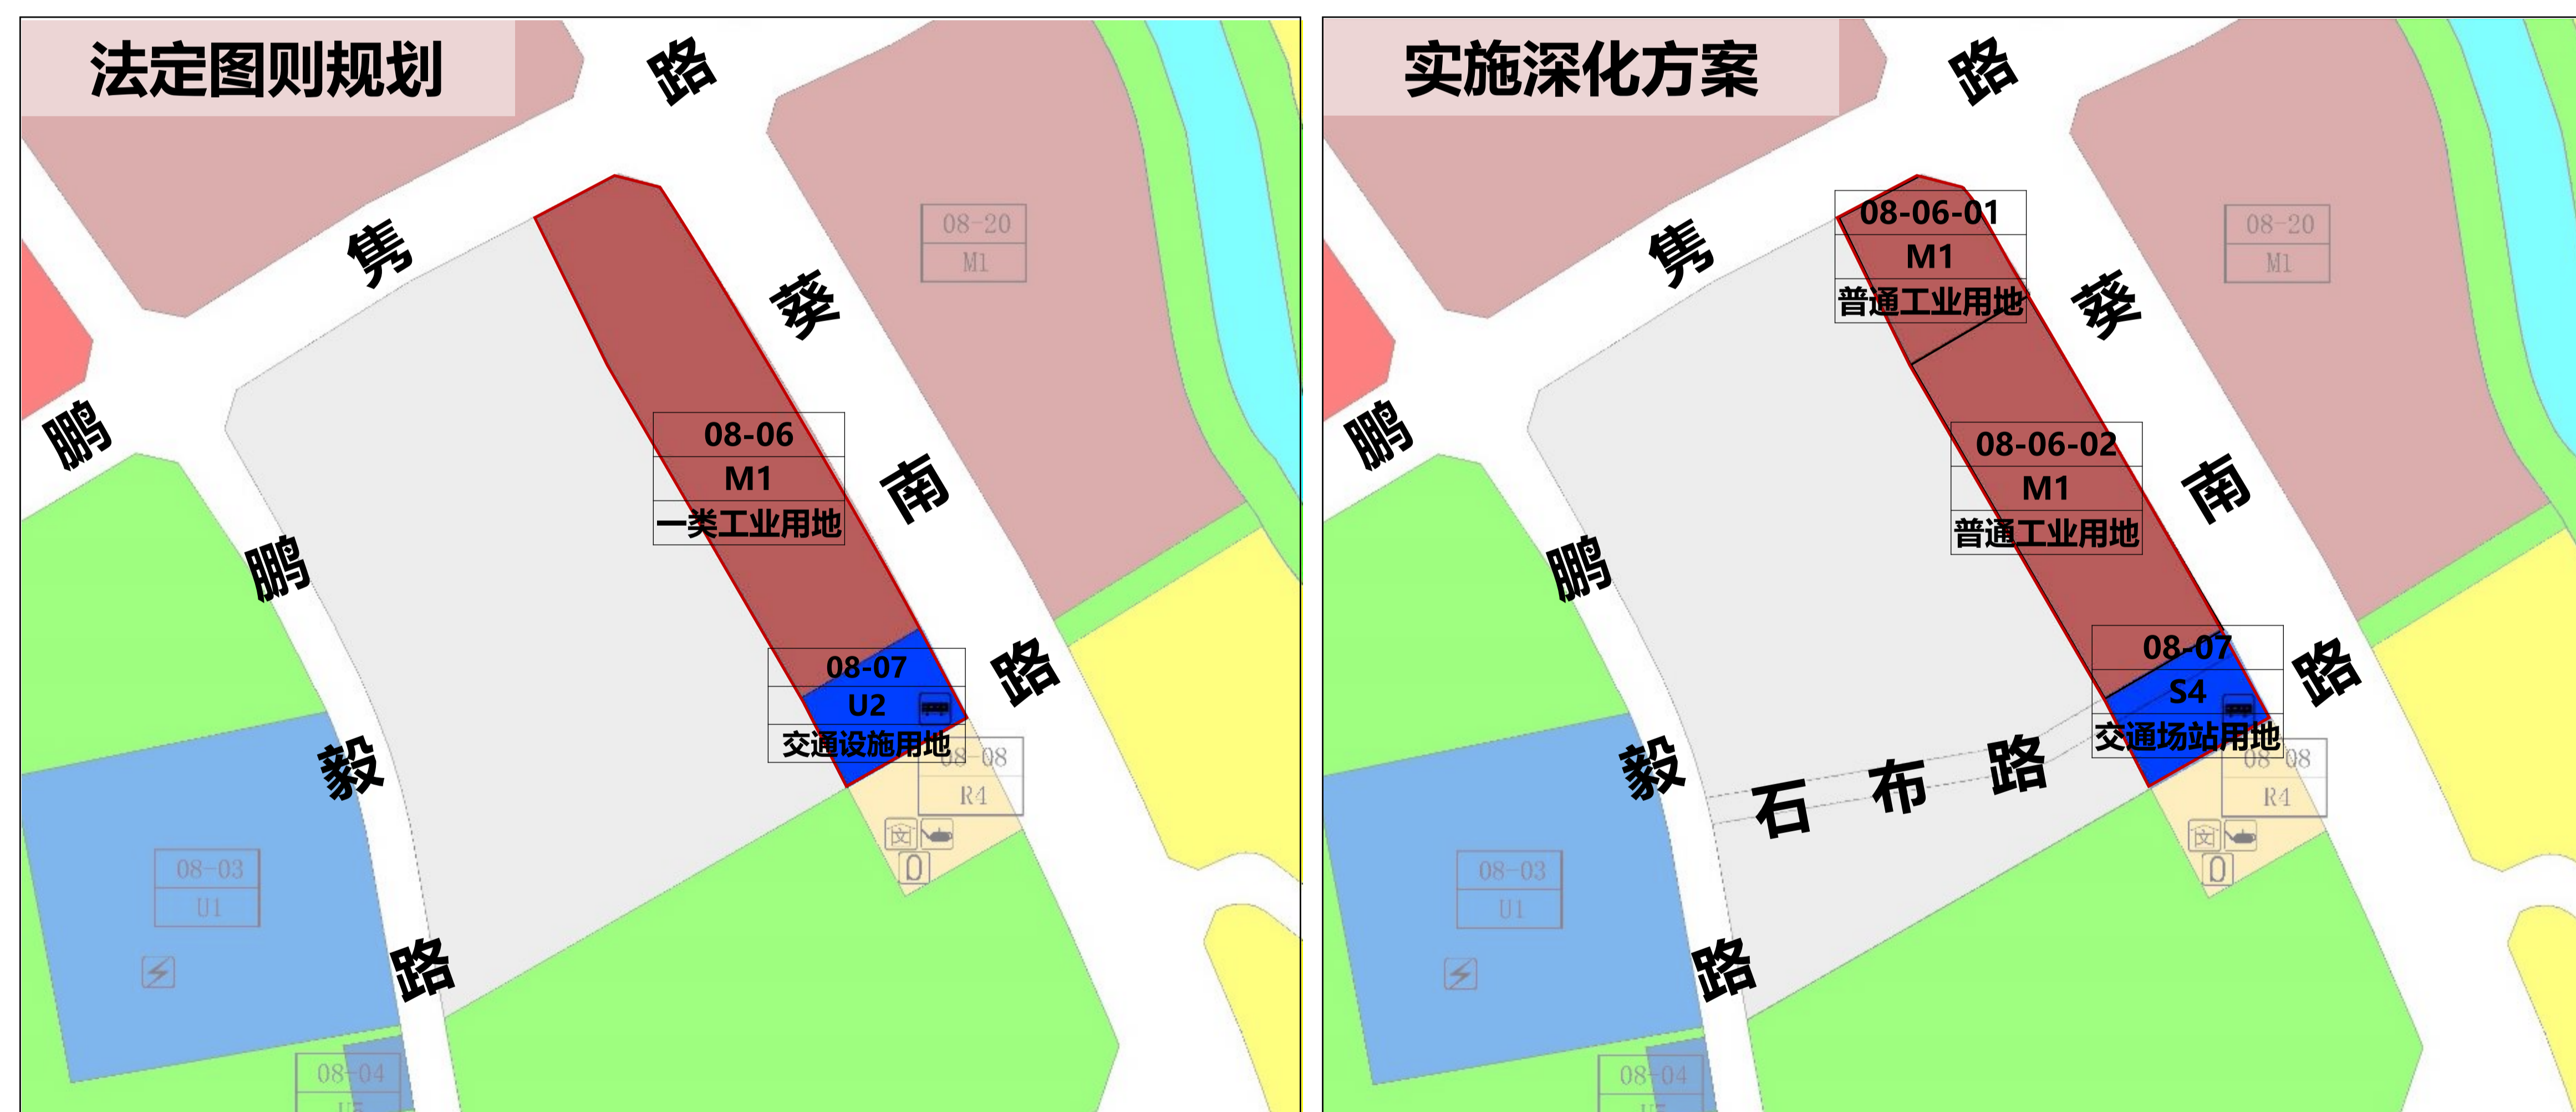 法定图则规划
路
08-20
M1
隽
葵
鹏
08-06
M1
一类工业用地
南
鹏
08-07
U2
交通设施用地
路
毅
08-08
R4
文
08-03
U1
路
08-04
实施深化方案
路
08-06-01
M1
普通工业用地
08-20
M1
隽
葵
鹏
08-06-02
M1
普通工业用地
南
鹏
08-07
S4
交通场站用地
路
毅
石布路
08-08
R4
文
08-03
U1
路
08-04